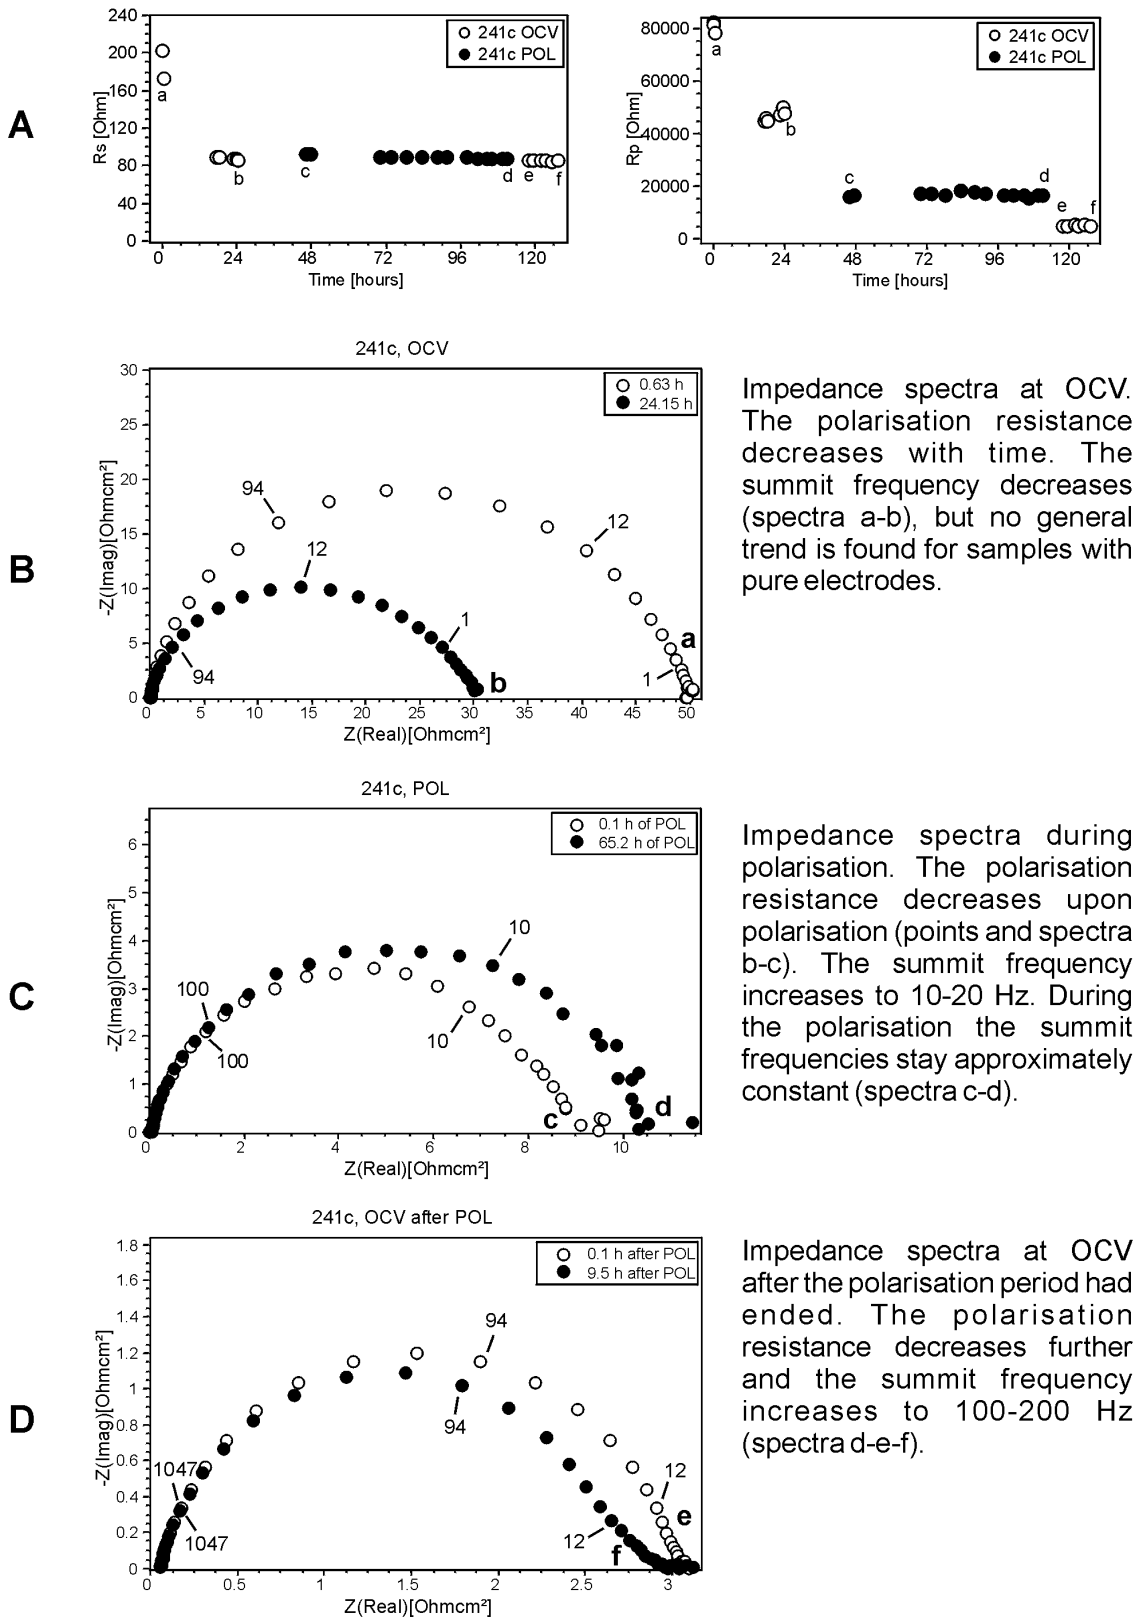 A
240
200
160
120
80
40
0
Rs [Ohm]
241c OCV
241c POL
a
b
c
d
e
f
0
24
48
72
96
120
Time [hours]
80000
60000
40000
20000
0
Rp [Ohm]
241c OCV
241c POL
a
b
c
d
e
f
0
24
48
72
96
120
Time [hours]
B
241c, OCV
30
25
20
15
10
5
0
-Z(Imag)[Ohmcm²]
0.63 h
24.15 h
94
12
12
1
94
1
a
b
0
5
10
15
20
25
30
35
40
45
50
Z(Real)[Ohmcm²]
Impedance spectra at OCV.
The polarisation resistance
decreases with time. The
summit frequency decreases
(spectra a-b), but no general
trend is found for samples with
pure electrodes.
C
241c, POL
6
5
4
3
2
1
0
-Z(Imag)[Ohmcm²]
0.1 h of POL
65.2 h of POL
10
100
100
10
c
d
0
2
4
6
8
10
Z(Real)[Ohmcm²]
Impedance spectra during
polarisation. The polarisation
resistance decreases upon
polarisation (points and spectra
b-c). The summit frequency
increases to 10-20 Hz. During
the polarisation the summit
frequencies stay approximately
constant (spectra c-d).
D
241c, OCV after POL
1.8
1.6
1.4
1.2
1
0.8
0.6
0.4
0.2
0
-Z(Imag)[Ohmcm²]
0.1 h after POL
9.5 h after POL
94
94
1047
1047
12
12
e
f
0
0.5
1
1.5
2
2.5
3
Z(Real)[Ohmcm²]
Impedance spectra at OCV
after the polarisation period had
ended. The polarisation
resistance decreases further
and the summit frequency
increases to 100-200 Hz
(spectra d-e-f).